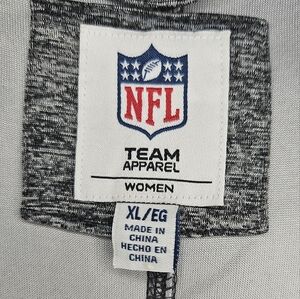 NFL
TEAM
APPAREL
WOMEN
XL/EG
MADE IN
CHINA
HECHO EN
CHINA